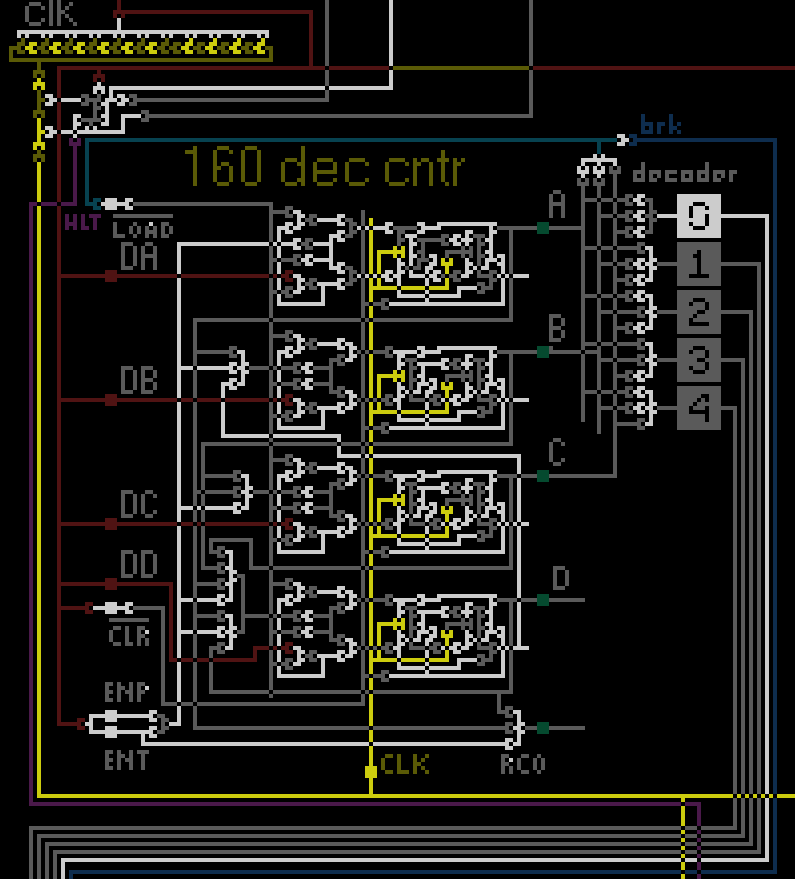 Clk
brk
160 dec cntr
decoder
HLT
LOAD
A
0
DA
1
2
B
3
DB
4
C
DC
DD
D
CLR
ENP
ENT
CLK
RCO